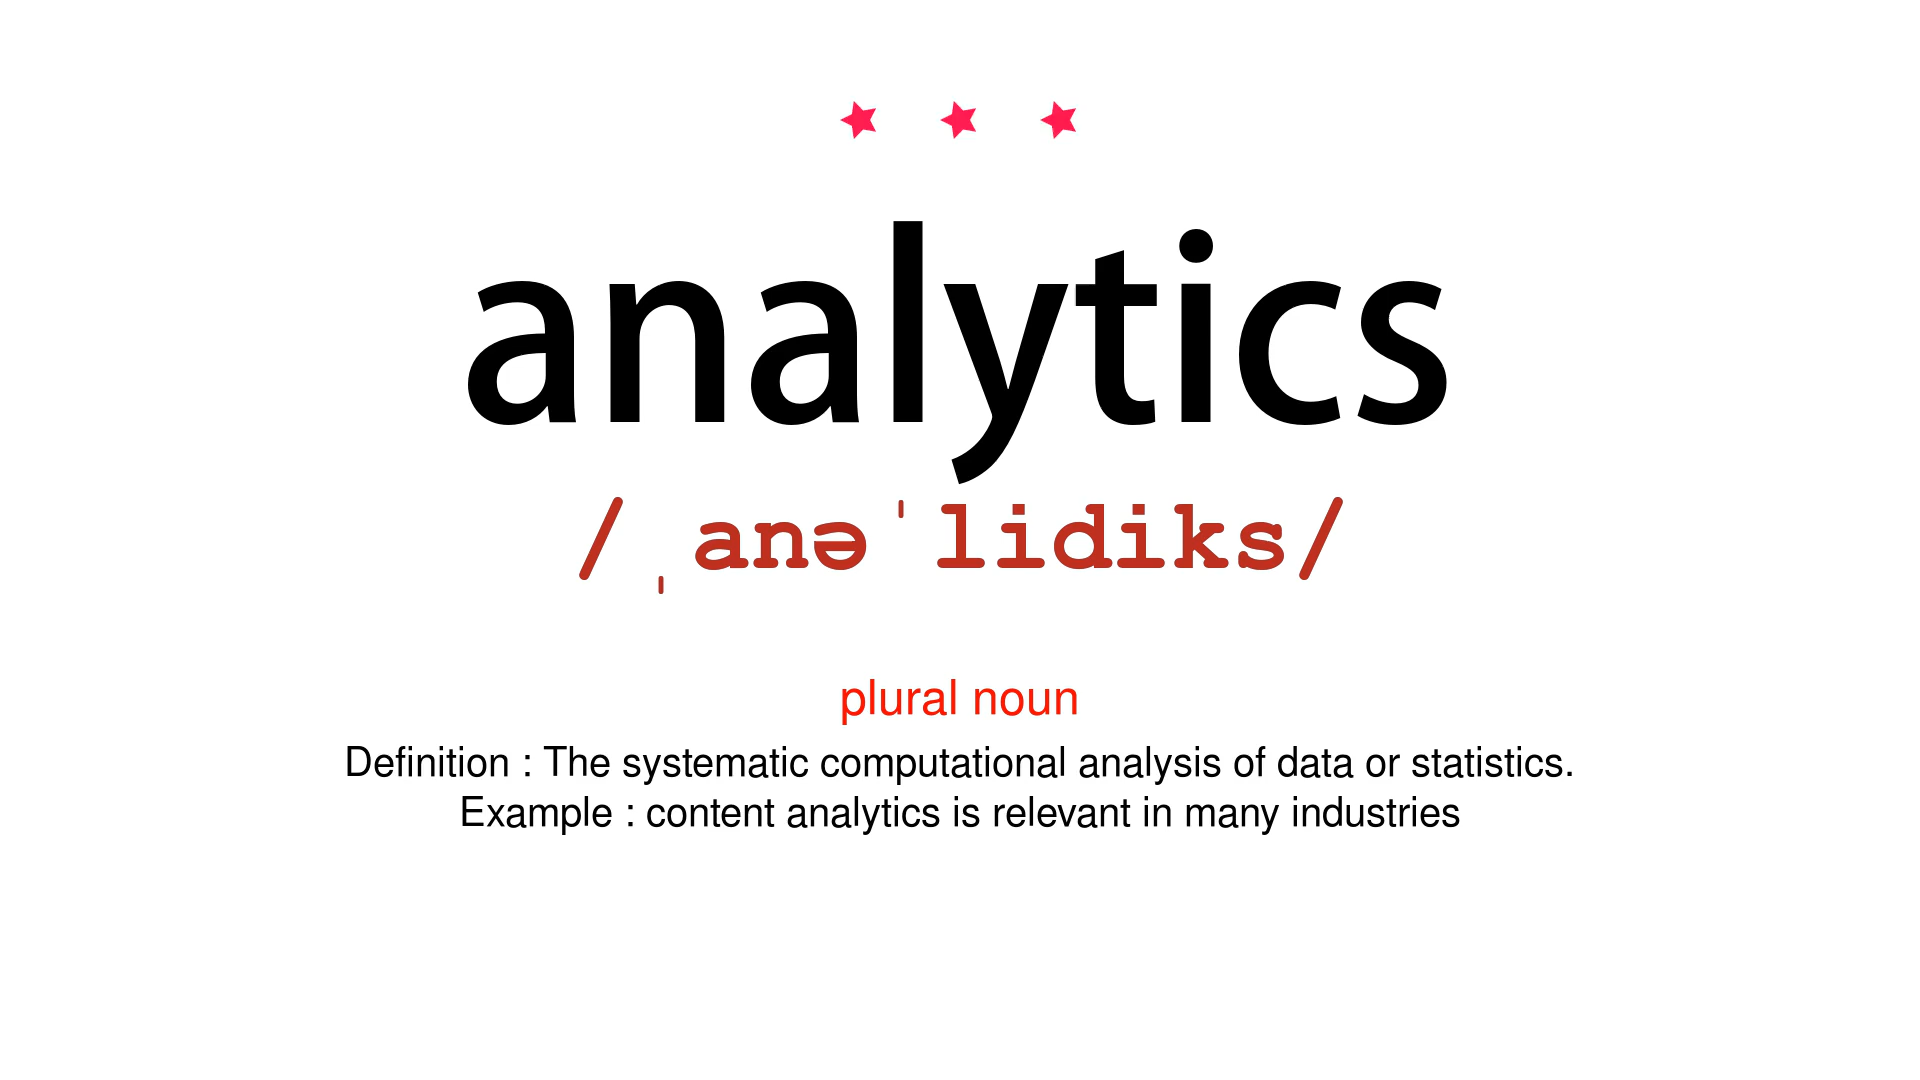 analytics
/ˌanəˈlidiks/
plural noun
Definition : The systematic computational analysis of data or statistics.
Example : content analytics is relevant in many industries